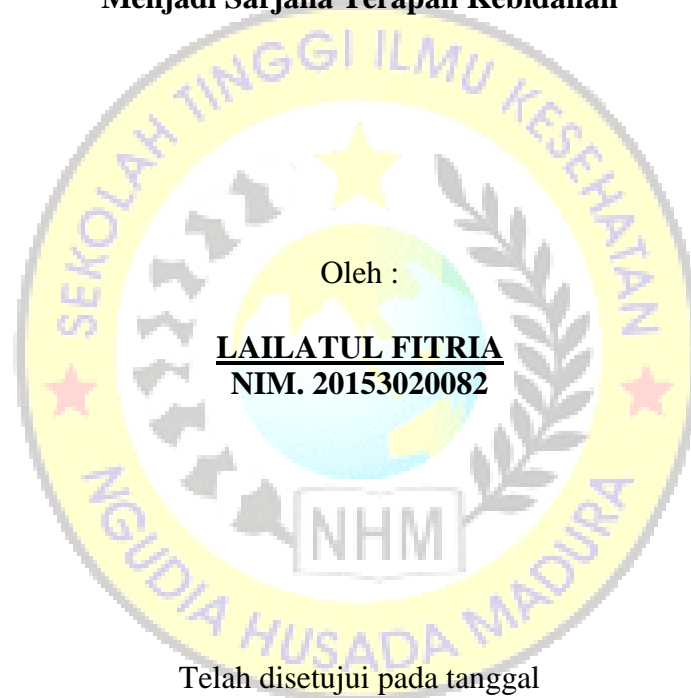 Menjadi Sarjana Terapan Kebidanan
SEKOLAH TINGGI ILMU KESEHATAN
Oleh :
LAILATUL FITRIA
NIM. 20153020082
NHM
NGUDIA HUSADA MADURA
Telah disetujui pada tanggal